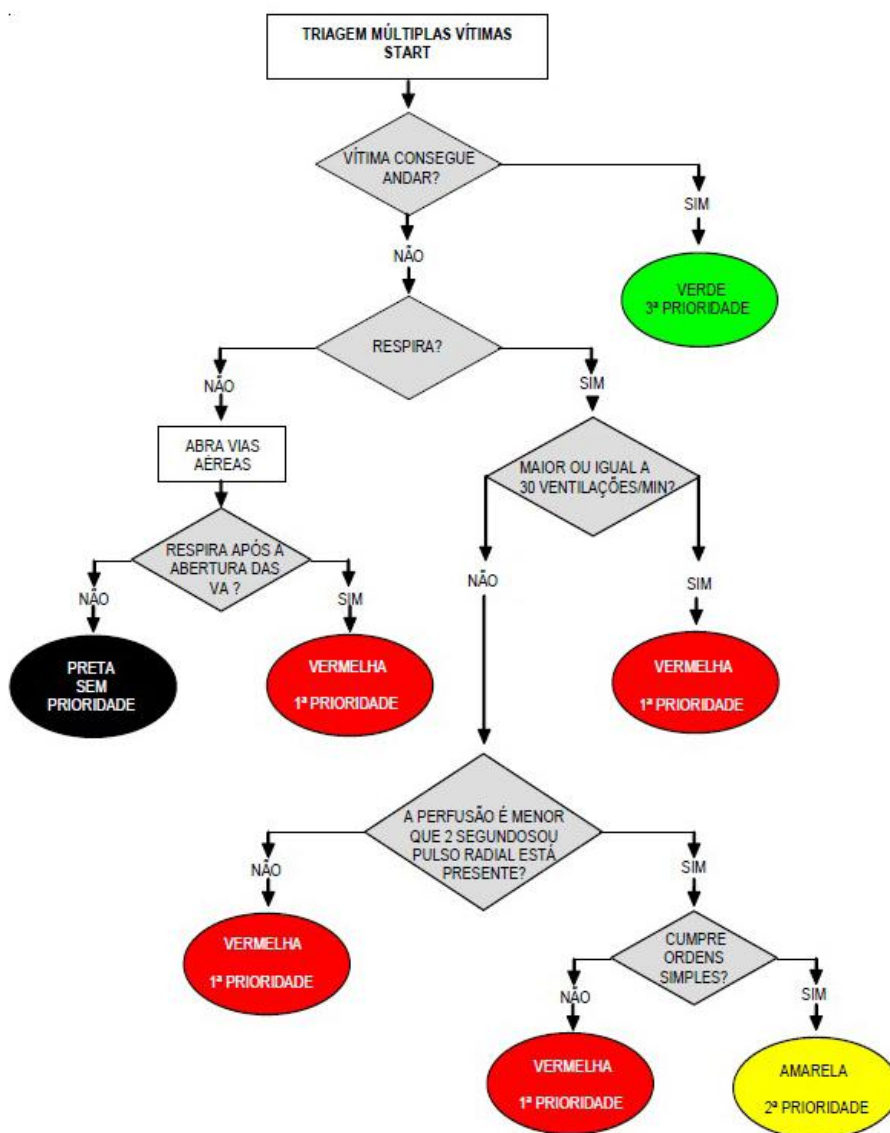 TRIAGEM MÚLTIPLAS VÍTIMAS
START
VÍTIMA CONSEGUE
ANDAR?
SIM
NÃO
VERDE
3ª PRIORIDADE
RESPIRA?
NÃO
SIM
ABRA VIAS
AÉREAS
MAIOR OU IGUAL A
30 VENTILAÇÕES/MIN?
RESPIRA APÓS A
ABERTURA DAS
VA ?
NÃO
SIM
NÃO
SIM
PRETA
SEM
PRIORIDADE
VERMELHA
1ª PRIORIDADE
VERMELHA
1ª PRIORIDADE
A PERFUSÃO É MENOR
QUE 2 SEGUNDOSOU
PULSO RADIAL ESTÁ
PRESENTE?
NÃO
SIM
VERMELHA
1ª PRIORIDADE
CUMPRE
ORDENS
SIMPLES?
NÃO
SIM
VERMELHA
1ª PRIORIDADE
AMARELA
2ª PRIORIDADE